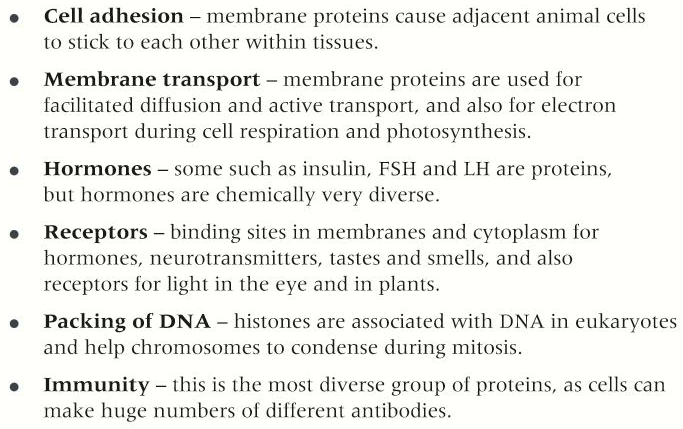 • Cell adhesion – membrane proteins cause adjacent animal cells
to stick to each other within tissues.
• Membrane transport – membrane proteins are used for
facilitated diffusion and active transport, and also for electron
transport during cell respiration and photosynthesis.
• Hormones – some such as insulin, FSH and LH are proteins,
but hormones are chemically very diverse.
• Receptors – binding sites in membranes and cytoplasm for
hormones, neurotransmitters, tastes and smells, and also
receptors for light in the eye and in plants.
• Packing of DNA – histones are associated with DNA in eukaryotes
and help chromosomes to condense during mitosis.
• Immunity – this is the most diverse group of proteins, as cells can
make huge numbers of different antibodies.